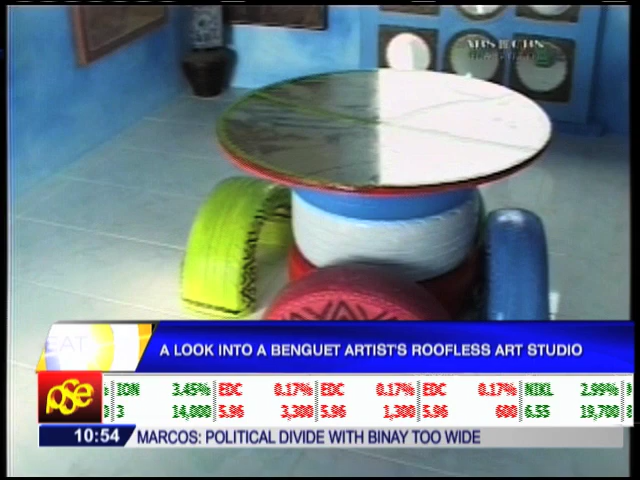 EAT
A LOOK INTO A BENGUET ARTIST'S ROOFLESS ART STUDIO
pse
ION 3.45% EDC 0.17% EDC 0.17% EDC 0.17% NIKL 2.99%
3 14,000 5.96 3,300 5.96 1,300 5.96 600 6.55 19,700
10:54 MARCOS: POLITICAL DIVIDE WITH BINAY TOO WIDE